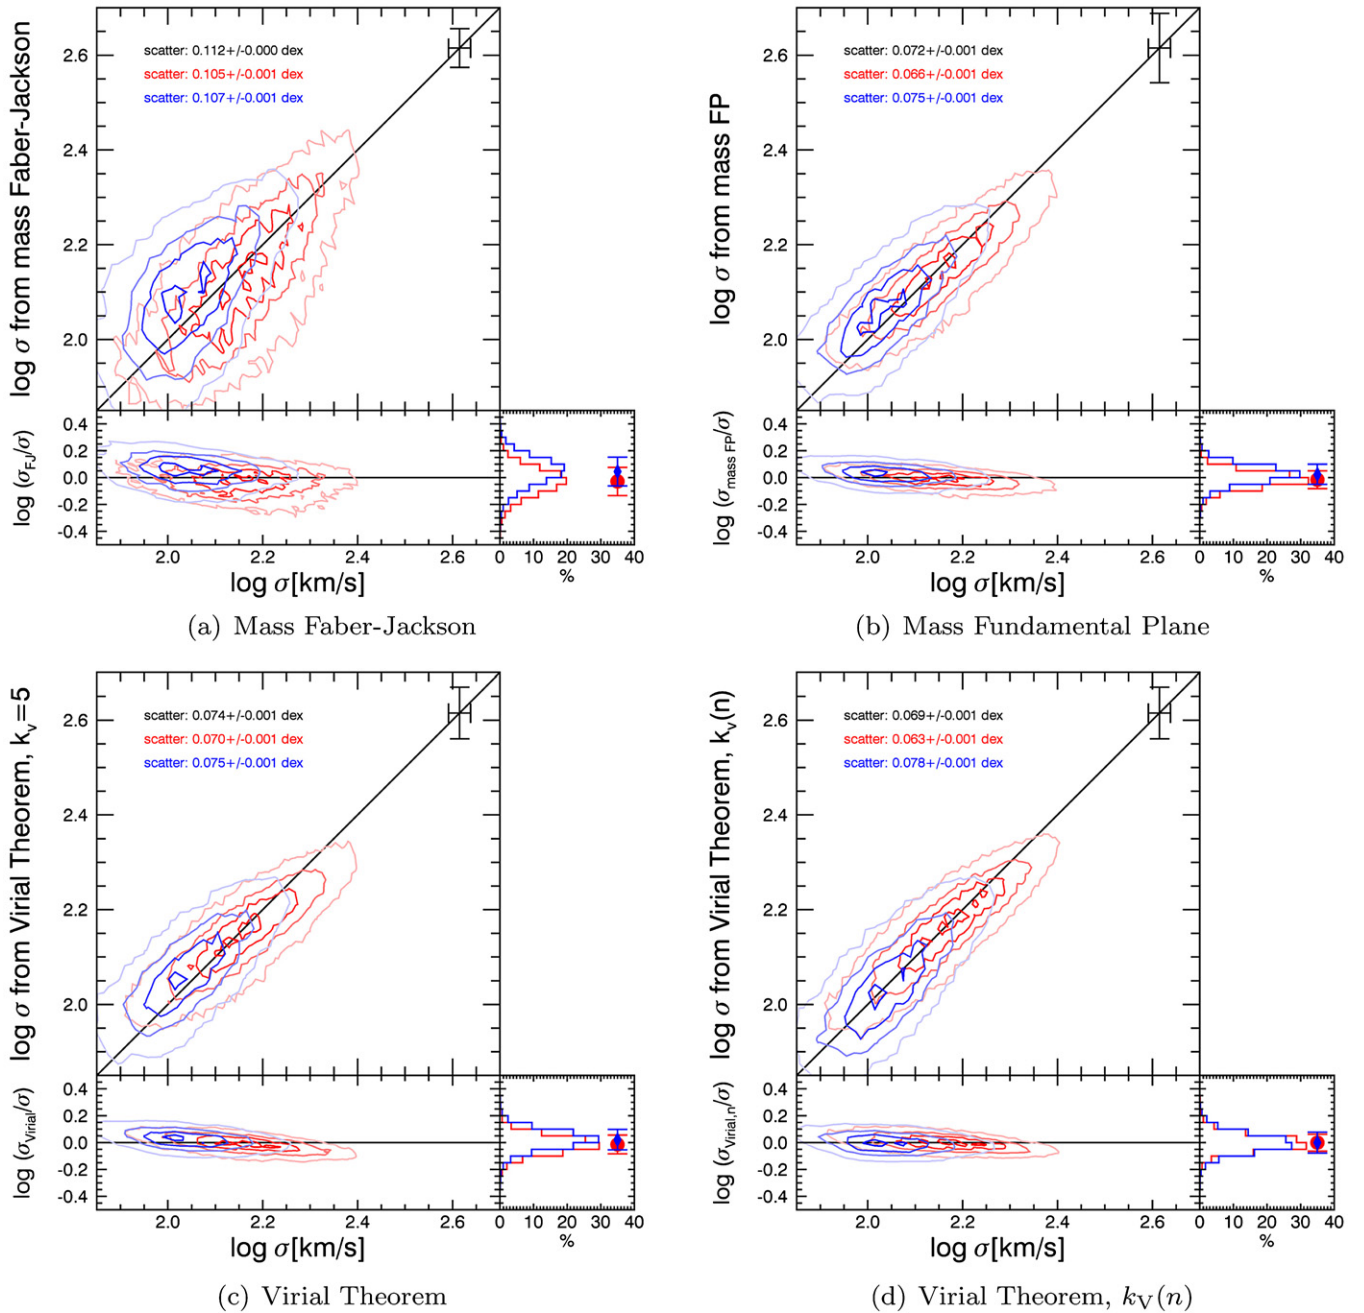 log σ from mass Faber-Jackson
scatter: 0.112+/-0.000 dex
scatter: 0.105+/-0.001 dex
scatter: 0.107+/-0.001 dex
2.6
2.4
2.2
2.0
log (σFJ/σ)
0.4
0.2
0.0
-0.2
-0.4
2.0 2.2 2.4 2.6
log σ[km/s]
0 10 20 30 40
%
(a) Mass Faber-Jackson
log σ from mass FP
scatter: 0.072+/-0.001 dex
scatter: 0.066+/-0.001 dex
scatter: 0.075+/-0.001 dex
2.6
2.4
2.2
2.0
log (σmass FP/σ)
0.4
0.2
0.0
-0.2
-0.4
2.0 2.2 2.4 2.6
log σ[km/s]
0 10 20 30 40
%
(b) Mass Fundamental Plane
log σ from Virial Theorem, kv=5
scatter: 0.074+/-0.001 dex
scatter: 0.070+/-0.001 dex
scatter: 0.075+/-0.001 dex
2.6
2.4
2.2
2.0
log (σVirial/σ)
0.4
0.2
0.0
-0.2
-0.4
2.0 2.2 2.4 2.6
log σ[km/s]
0 10 20 30 40
%
(c) Virial Theorem
log σ from Virial Theorem, kv(n)
scatter: 0.069+/-0.001 dex
scatter: 0.063+/-0.001 dex
scatter: 0.078+/-0.001 dex
2.6
2.4
2.2
2.0
log (σVirial,n/σ)
0.4
0.2
0.0
-0.2
-0.4
2.0 2.2 2.4 2.6
log σ[km/s]
0 10 20 30 40
%
(d) Virial Theorem, kV(n)